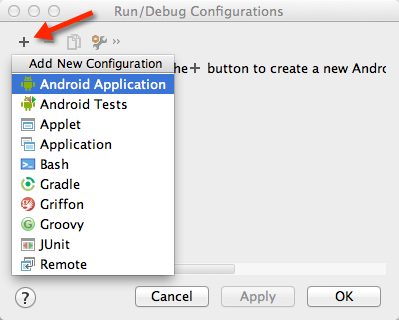 Run/Debug Configurations
Add New Configuration
he + button to create a new Andro
Android Application
Android Tests
Applet
Application
Bash
Gradle
Griffon
Groovy
JUnit
Remote
? Cancel Apply OK